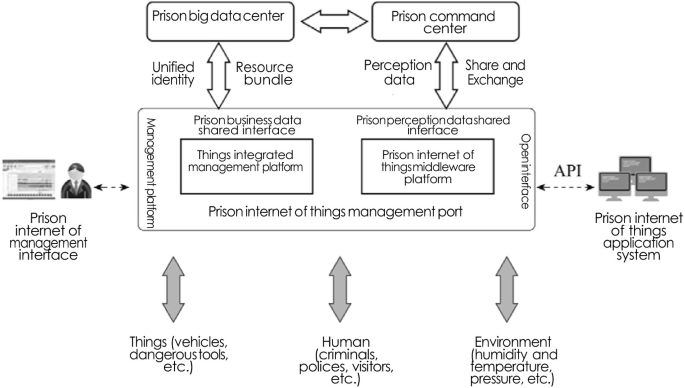 Prison big data center
Prison command
center
Unified
identity
Resource
bundle
Perception
data
Share and
Exchange
Management platform
Prison business data
shared interface
Prison perception data shared
interface
Open interface
Things integrated
management platform
Prison internet of
things middleware
platform
Prison internet of things management port
API
Prison
internet of
management
interface
Prison internet
of things
application
system
Things (vehicles,
dangerous tools,
etc.)
Human
(criminals,
polices, visitors,
etc.)
Environment
(humidity and
temperature,
pressure, etc.)